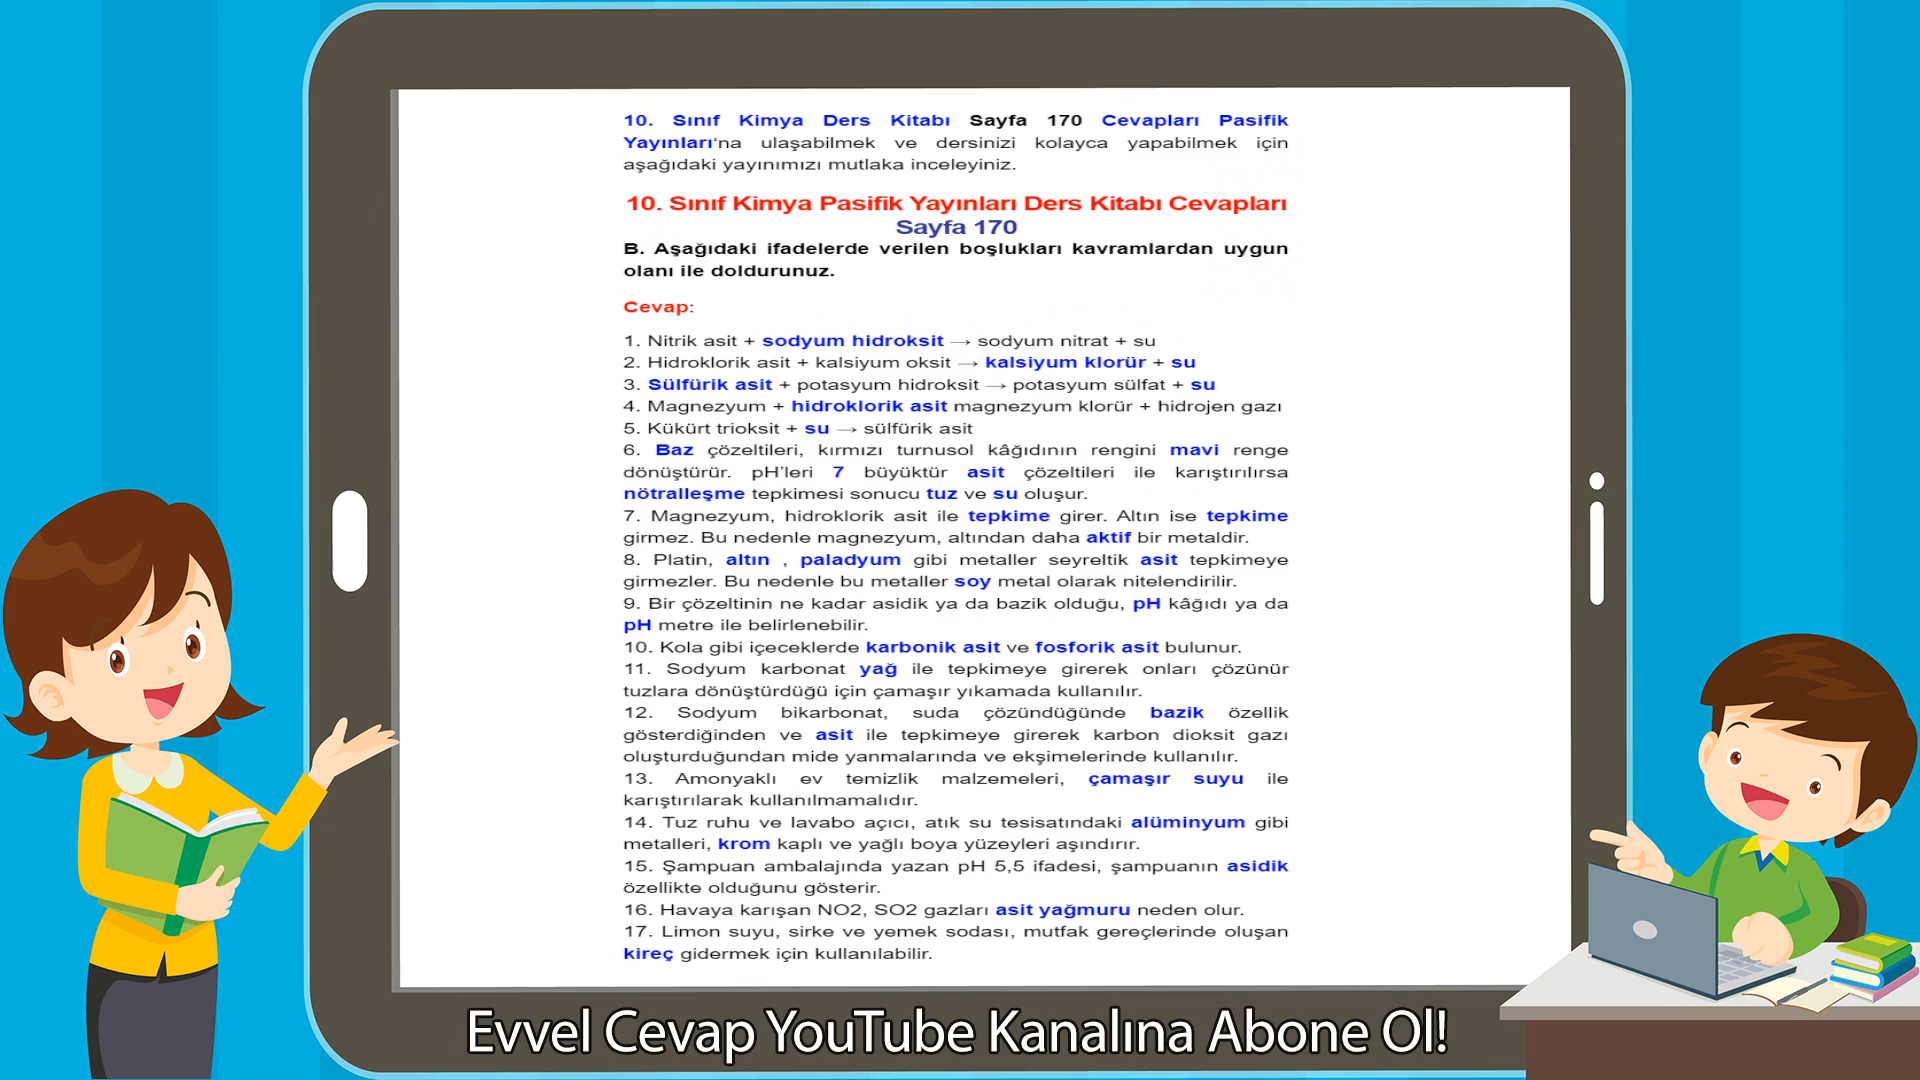 10. Sınıf Kimya Ders Kitabı Sayfa 170 Cevapları Pasifik
Yayınları'na ulaşabilmek ve dersinizi kolayca yapabilmek için
aşağıdaki yayınımızı mutlaka inceleyiniz.
10. Sınıf Kimya Pasifik Yayınları Ders Kitabı Cevapları
Sayfa 170
B. Aşağıdaki ifadelerde verilen boşlukları kavramlardan uygun
olanı ile doldurunuz.
Cevap:
1. Nitrik asit + sodyum hidroksit → sodyum nitrat + su
2. Hidroklorik asit + kalsiyum oksit → kalsiyum klorür + su
3. Sülfürik asit + potasyum hidroksit → potasyum sülfat + su
4. Magnezyum + hidroklorik asit magnezyum klorür + hidrojen gazı
5. Kükürt trioksit + su → sülfürik asit
6. Baz çözeltileri, kırmızı turnusol kâğıdının rengini mavi renge
dönüştürür. pH'leri 7 büyüktür asit çözeltileri ile karıştırılırsa
nötralleşme tepkimesi sonucu tuz ve su oluşur.
7. Magnezyum, hidroklorik asit ile tepkime girer. Altın ise tepkime
girmez. Bu nedenle magnezyum, altından daha aktif bir metaldir.
8. Platin, altın , paladyum gibi metaller seyreltik asit tepkimeye
girmezler. Bu nedenle bu metaller soy metal olarak nitelendirilir.
9. Bir çözeltinin ne kadar asidik ya da bazik olduğu, pH kâğıdı ya da
pH metre ile belirlenebilir.
10. Kola gibi içeceklerde karbonik asit ve fosforik asit bulunur.
11. Sodyum karbonat yağ ile tepkimeye girerek onları çözünür
tuzlara dönüştürdüğü için çamaşır yıkamada kullanılır.
12. Sodyum bikarbonat, suda çözündüğünde bazik özellik
gösterdiğinden ve asit ile tepkimeye girerek karbon dioksit gazı
oluşturduğundan mide yanmalarında ve ekşimelerinde kullanılır.
13. Amonyaklı ev temizlik malzemeleri, çamaşır suyu ile
karıştırılarak kullanılmamalıdır.
14. Tuz ruhu ve lavabo açıcı, atık su tesisatındaki alüminyum gibi
metalleri, krom kaplı ve yağlı boya yüzeyleri aşındırır.
15. Şampuan ambalajında yazan pH 5,5 ifadesi, şampuanın asidik
özellikte olduğunu gösterir.
16. Havaya karışan NO2, SO2 gazları asit yağmuru neden olur.
17. Limon suyu, sirke ve yemek sodası, mutfak gereçlerinde oluşan
kireç gidermek için kullanılabilir.
Evvel Cevap YouTube Kanalına Abone Ol!